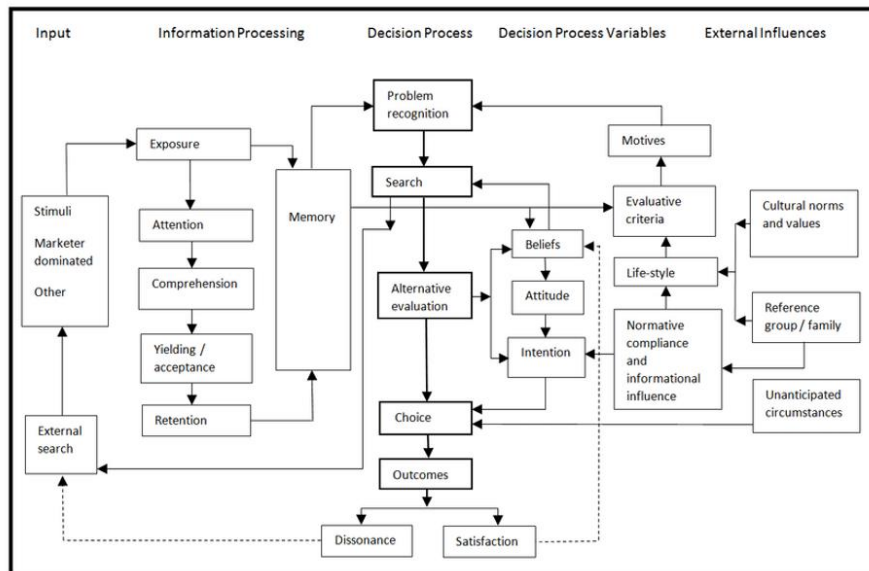 Input
Information Processing
Decision Process
Decision Process Variables
External Influences
Problem
recognition
Exposure
Motives
Search
Stimuli
Marketer
dominated
Other
Memory
Evaluative
criteria
Cultural norms
and values
Attention
Beliefs
Comprehension
Alternative
evaluation
Attitude
Life-style
Yielding /
acceptance
Intention
Normative
compliance
and
informational
influence
Reference
group / family
Retention
Choice
Unanticipated
circumstances
External
search
Outcomes
Dissonance
Satisfaction